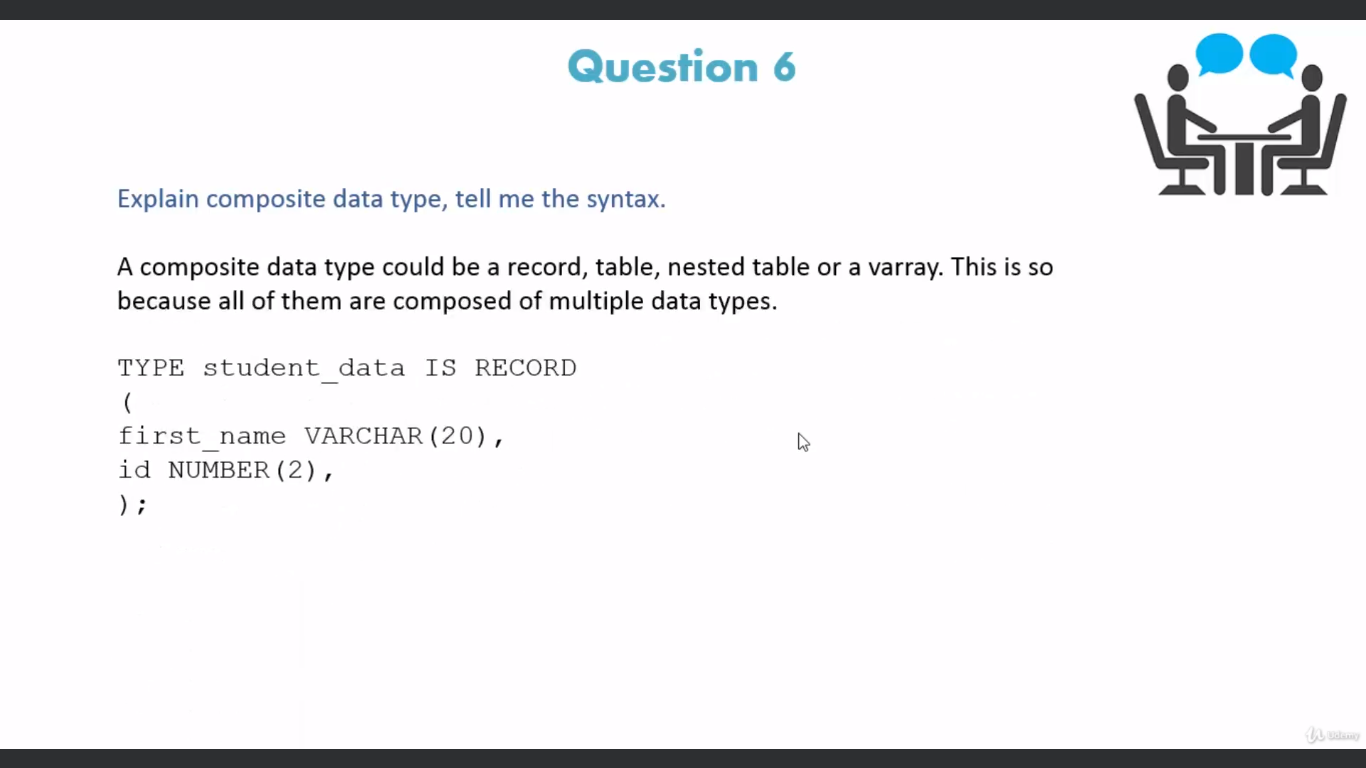 Question 6
Explain composite data type, tell me the syntax.
A composite data type could be a record, table, nested table or a varray. This is so
because all of them are composed of multiple data types.
TYPE student_data IS RECORD
(
first_name VARCHAR(20),
id NUMBER(2),
);
Udemy